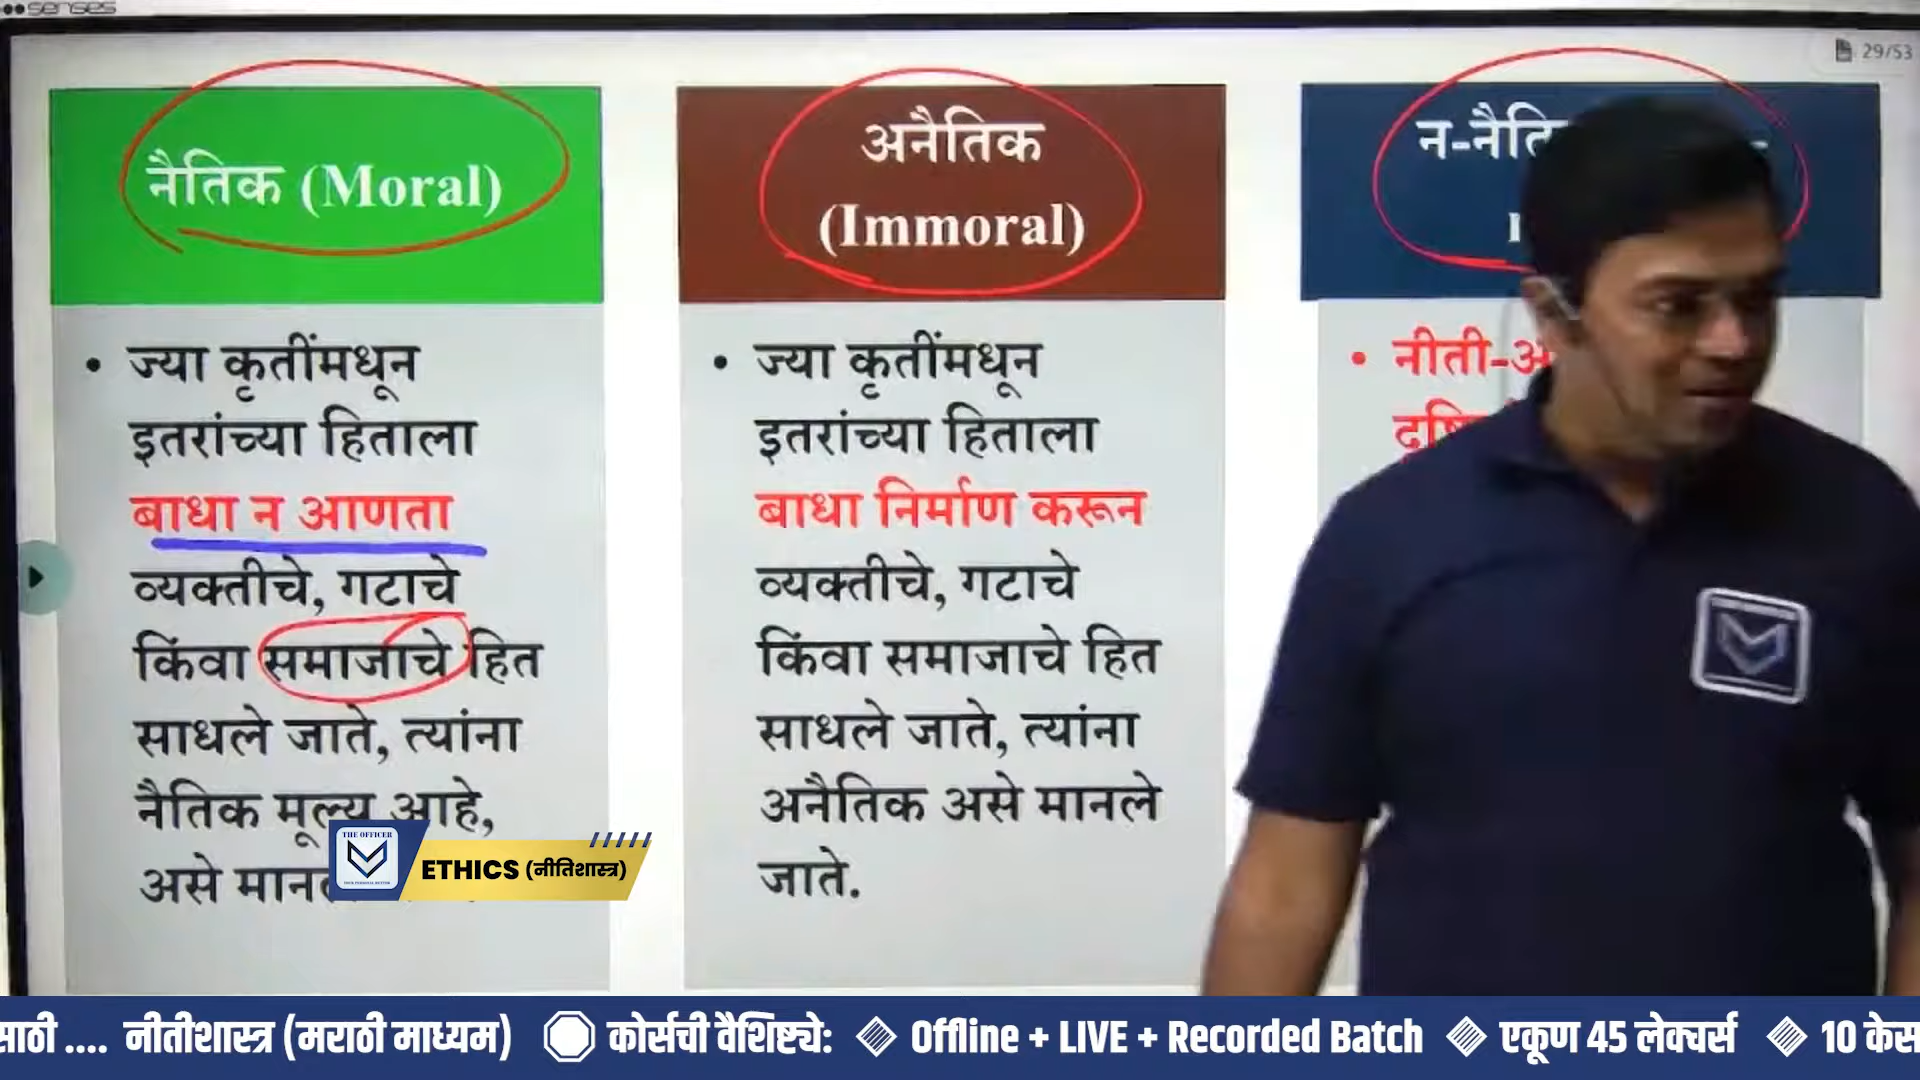 senses
29/53
नैतिक (Moral)
• ज्या कृतींमधून
इतरांच्या हिताला
बाधा न आणता
व्यक्तीचे, गटाचे
किंवा समाजाचे हित
साधले जाते, त्यांना
नैतिक मूल्य आहे,
असे
अनैतिक
(Immoral)
• ज्या कृतींमधून
इतरांच्या हिताला
बाधा निर्माण करून
व्यक्तीचे, गटाचे
किंवा समाजाचे हित
साधले जाते, त्यांना
अनैतिक असे मानले
जाते.
• नीती-
THE OFFICER
ETHICS (नीतिशास्त्र)
.... नीतीशास्त्र (मराठी माध्यम) कोर्सची वैशिष्ट्ये: Offline + LIVE + Recorded Batch एकूण 45 लेक्चर्स 10